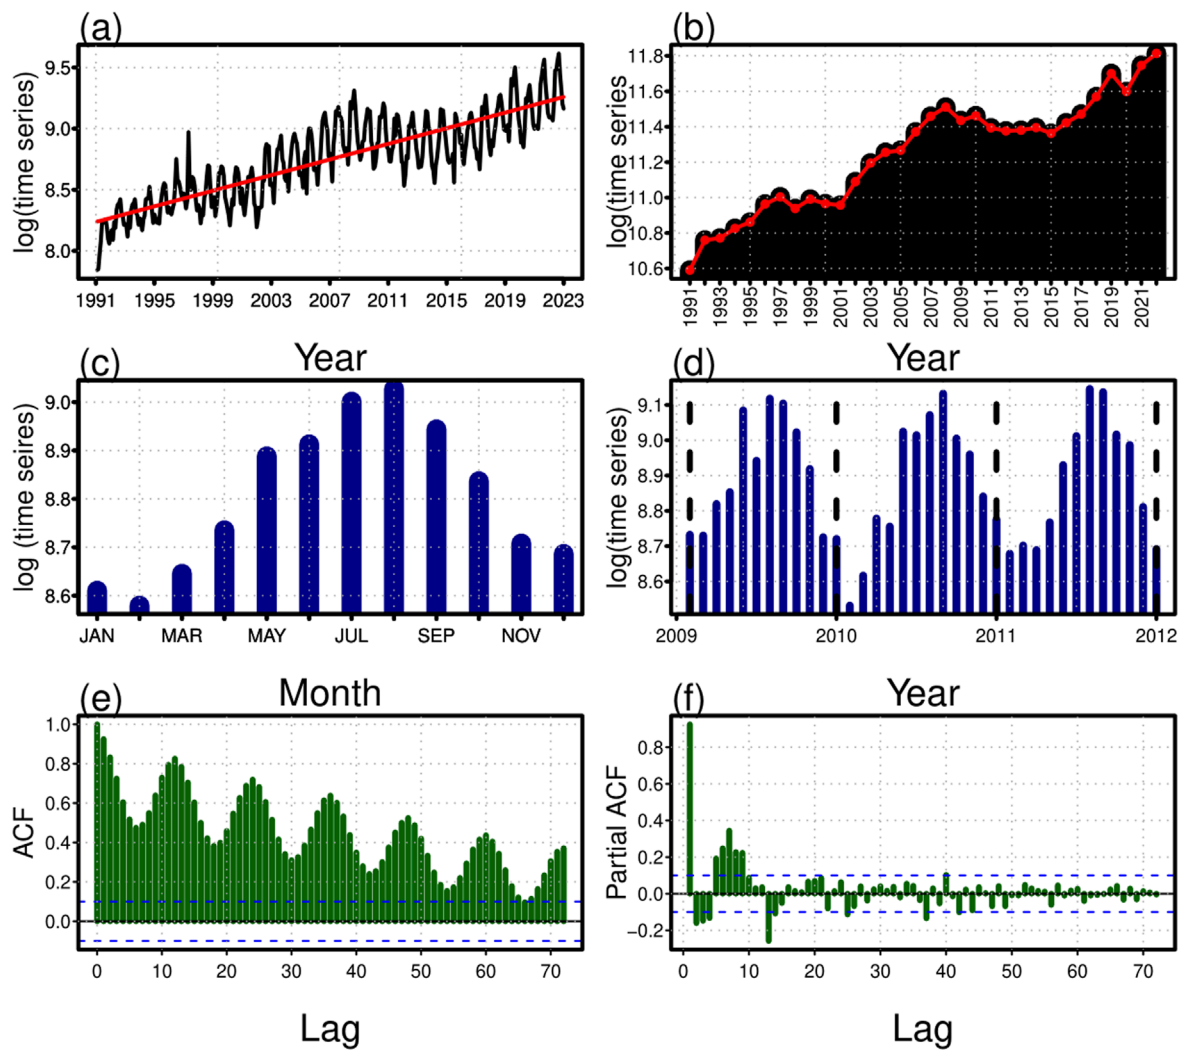 (a)
log(time series)
9.5
9.0
8.5
8.0
1991 1995 1999 2003 2007 2011 2015 2019 2023
Year
(b)
log(time series)
11.8
11.6
11.4
11.2
11.0
10.8
10.6
1991 1993 1995 1997 1999 2001 2003 2005 2007 2009 2011 2013 2015 2017 2019 2021
Year
(c)
log (time seires)
9.0
8.9
8.8
8.7
8.6
JAN MAR MAY JUL SEP NOV
Month
(d)
log(time series)
9.1
9.0
8.9
8.8
8.7
8.6
2009 2010 2011 2012
Year
(e)
ACF
1.0
0.8
0.6
0.4
0.2
0.0
0 10 20 30 40 50 60 70
Lag
(f)
Partial ACF
0.8
0.6
0.4
0.2
0.0
−0.2
0 10 20 30 40 50 60 70
Lag